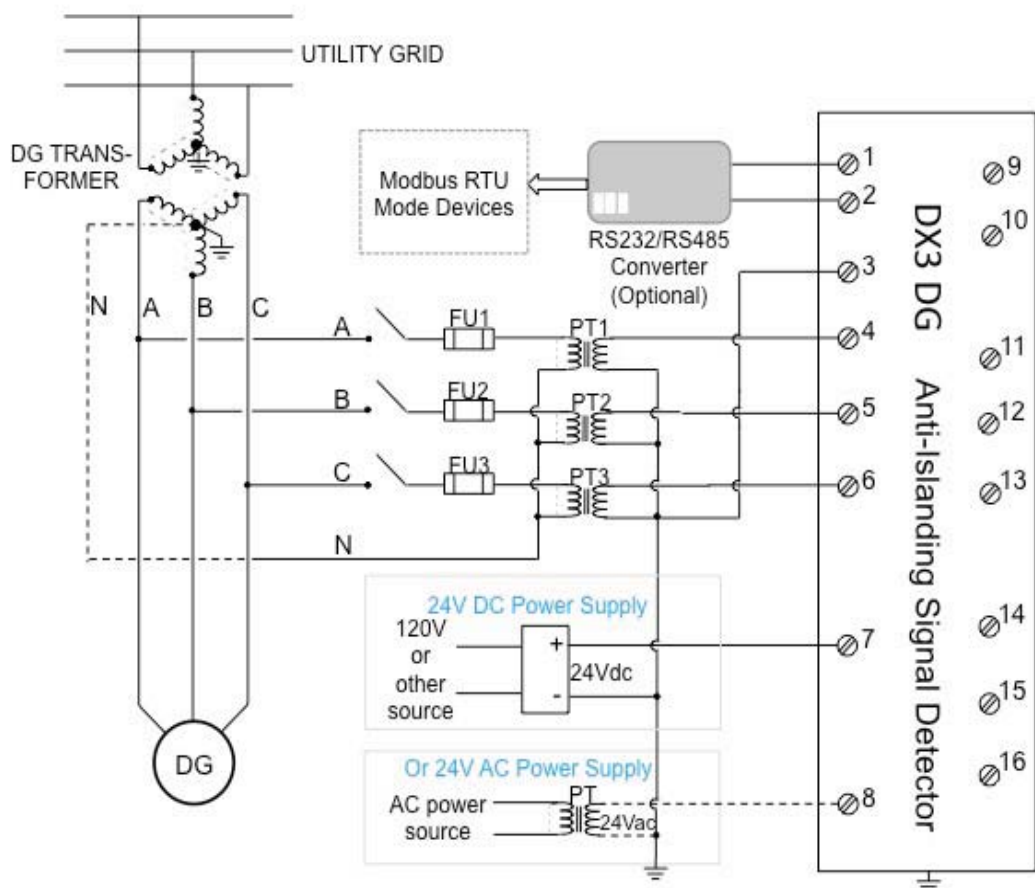 UTILITY GRID
DG TRANS-
FORMER
N
A
B
C
Modbus RTU
Mode Devices
RS232/RS485
Converter
(Optional)
A
FU1
PT1
B
FU2
PT2
C
FU3
PT3
N
24V DC Power Supply
120V
or
other
source
+
-
24Vdc
Or 24V AC Power Supply
AC power
source
PT
24Vac
DG
1
2
3
4
5
6
7
8
DX3 DG Anti-Islanding Signal Detector
9
10
11
12
13
14
15
16